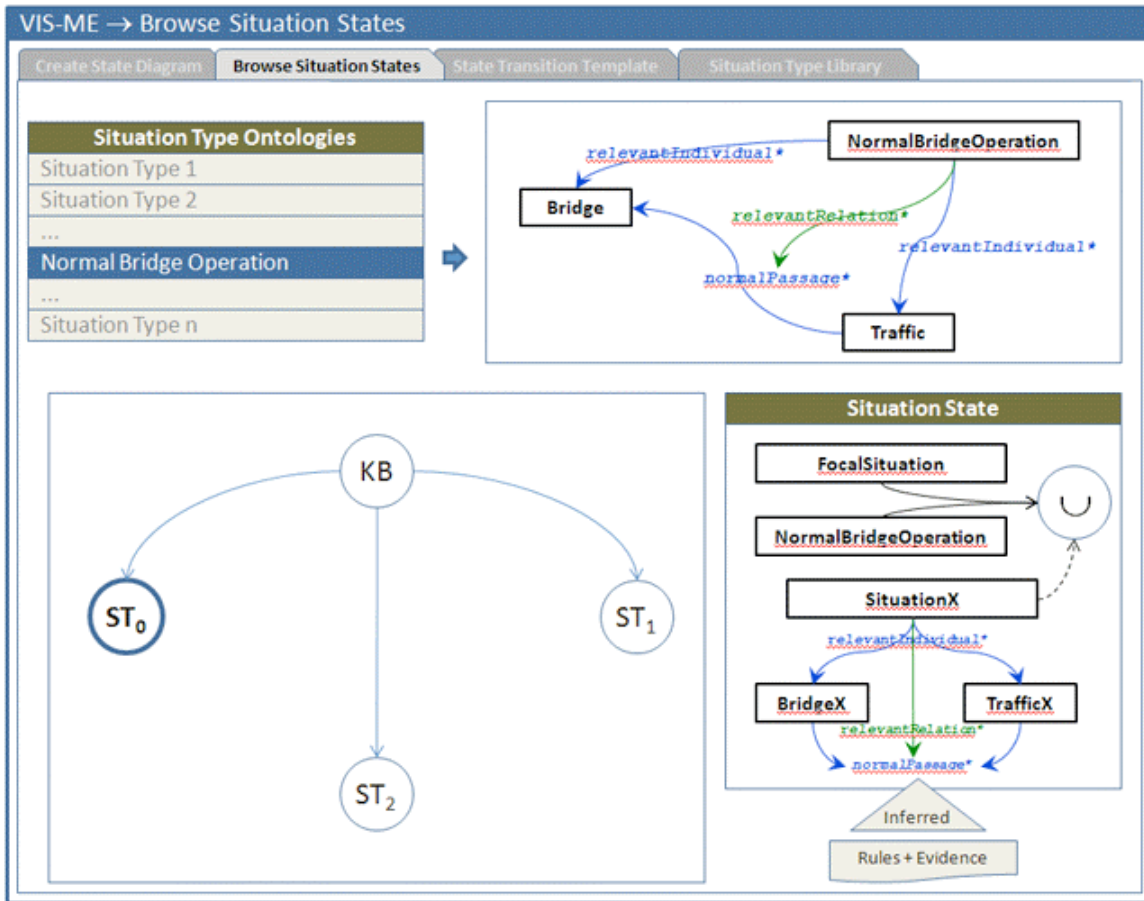 VIS-ME → Browse Situation States
Create State Diagram
Browse Situation States
State Transition Template
Situation Type Library
Situation Type Ontologies
Situation Type 1
Situation Type 2
...
Normal Bridge Operation
...
Situation Type n
NormalBridgeOperation
relevantIndividual*
Bridge
relevantRelation*
relevantIndividual*
normalPassage*
Traffic
KB
ST0
ST1
ST2
Situation State
FocalSituation
∪
NormalBridgeOperation
SituationX
relevantIndividual*
BridgeX
TrafficX
relevantRelation*
normalPassage*
Inferred
Rules + Evidence